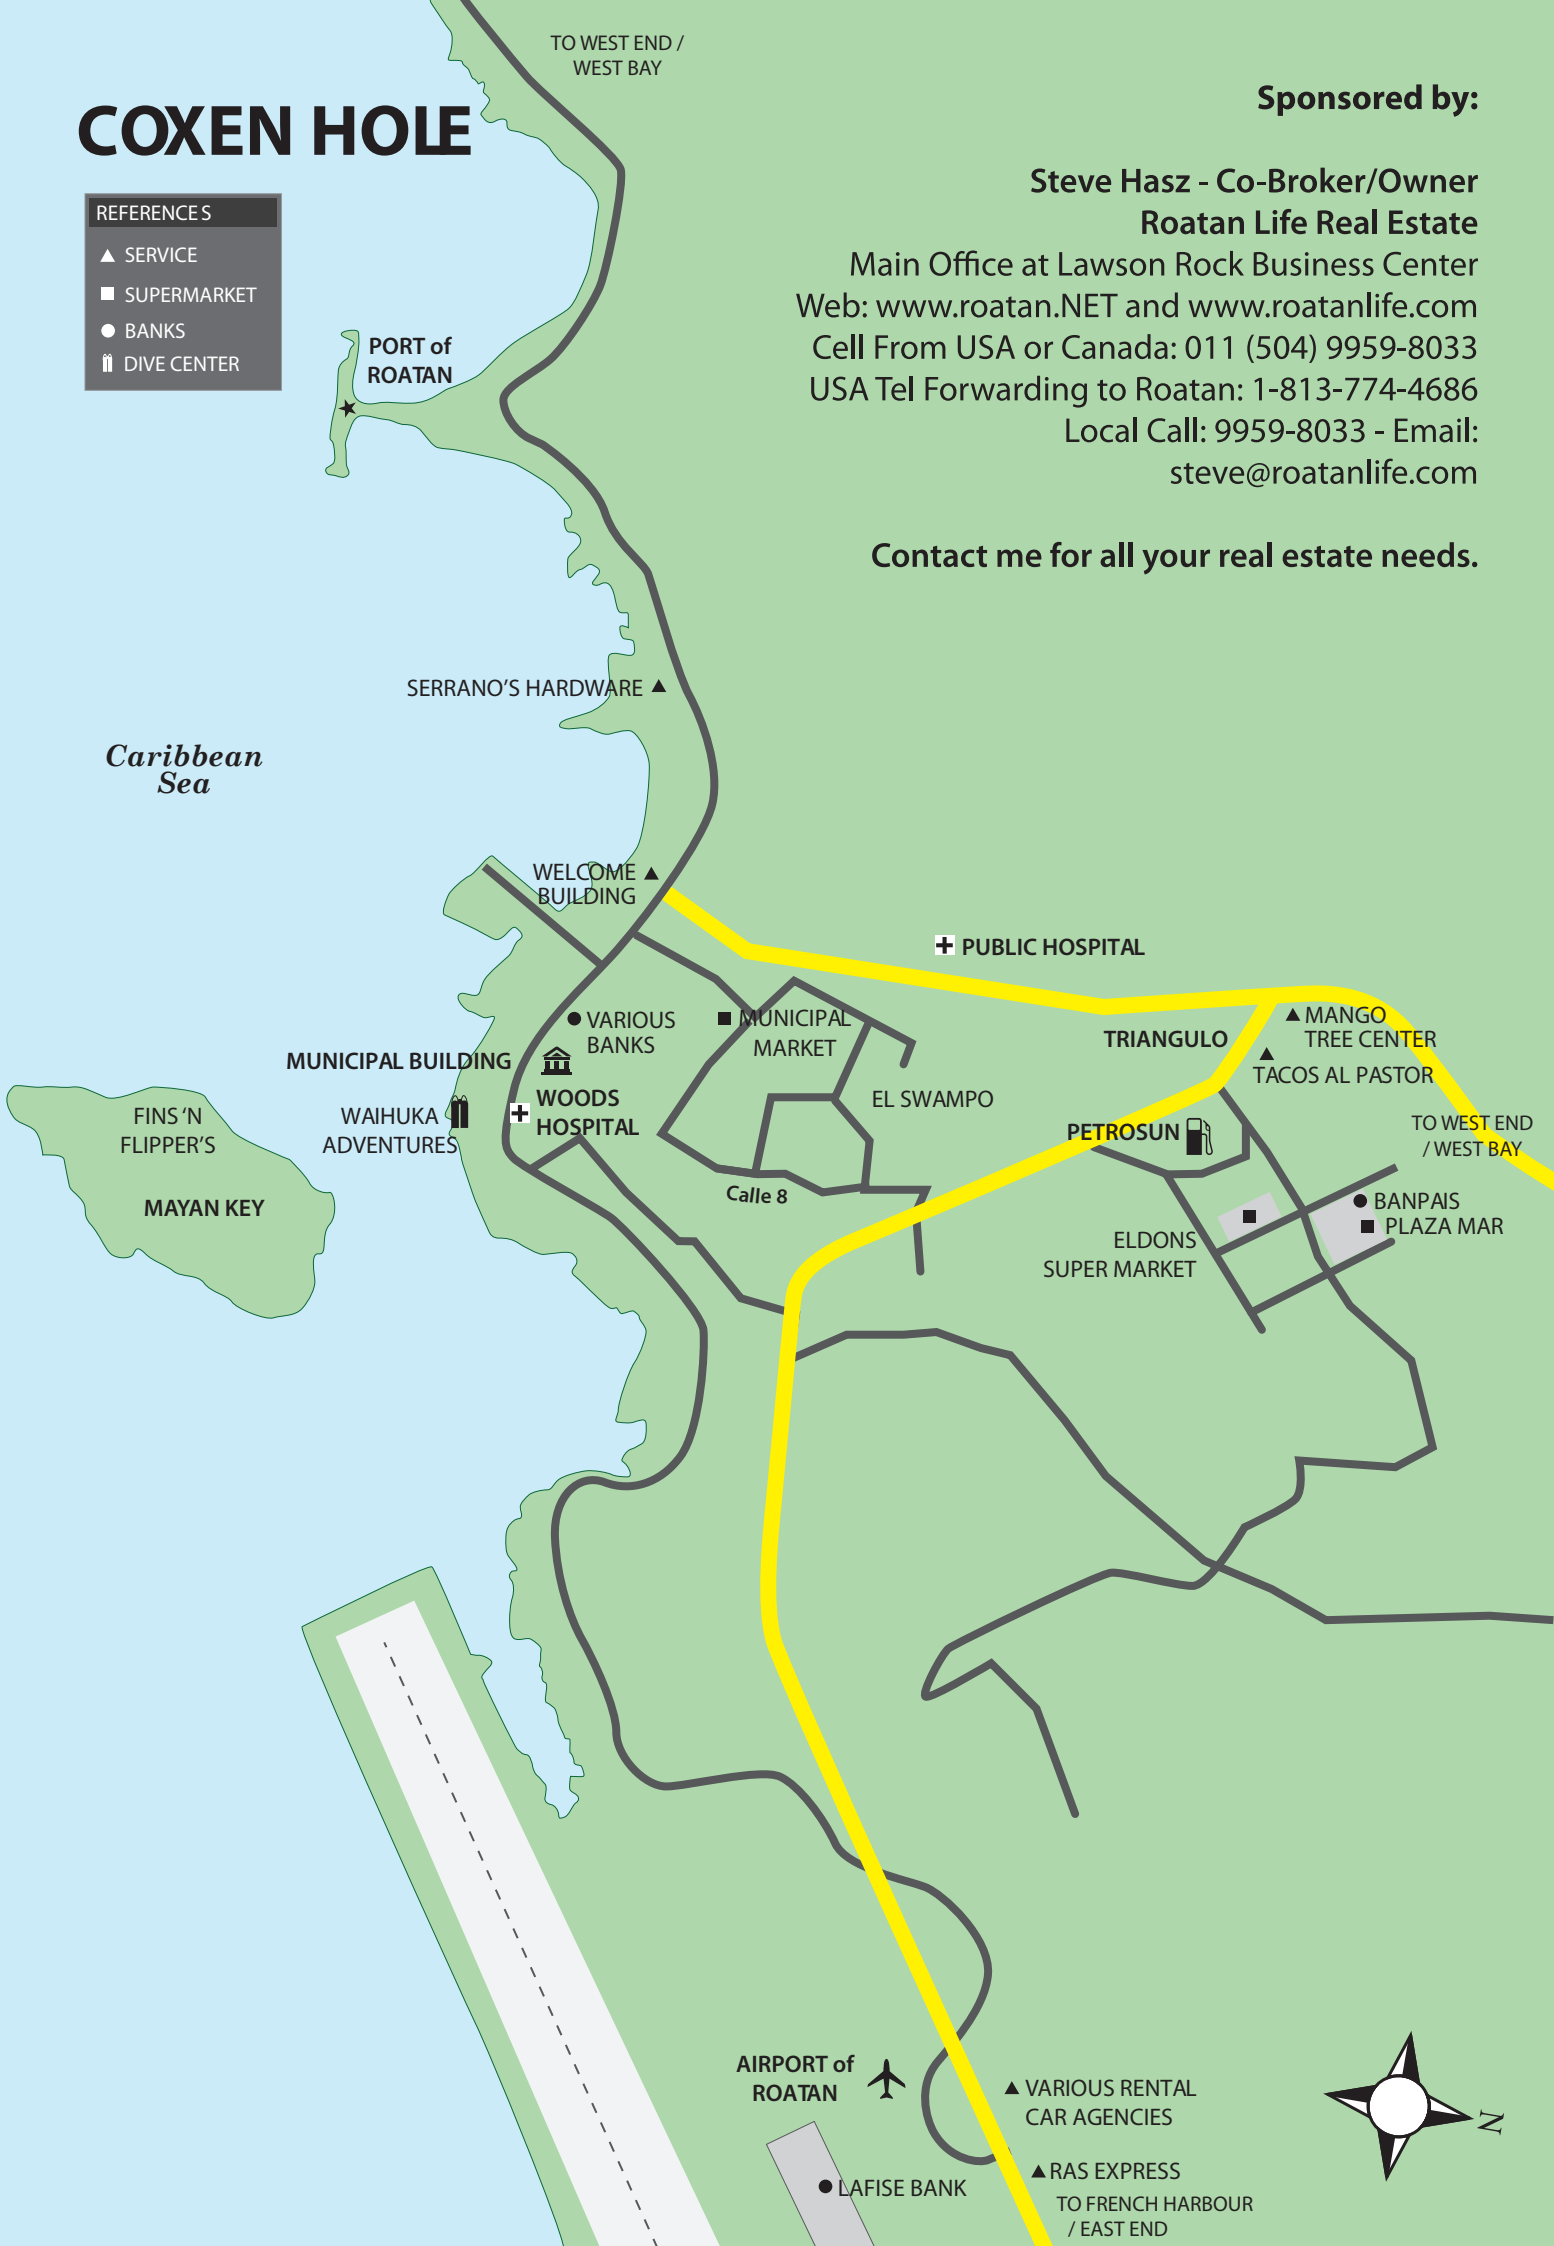 TO WEST END /
WEST BAY
COXEN HOLE
Sponsored by:
Steve Hasz - Co-Broker/Owner
Roatan Life Real Estate
Main Office at Lawson Rock Business Center
Web: www.roatan.NET and www.roatanlife.com
Cell From USA or Canada: 011 (504) 9959-8033
USA Tel Forwarding to Roatan: 1-813-774-4686
Local Call: 9959-8033 - Email:
steve@roatanlife.com
Contact me for all your real estate needs.
REFERENCES
SERVICE
SUPERMARKET
BANKS
DIVE CENTER
PORT of
ROATAN
SERRANO'S HARDWARE
Caribbean
Sea
WELCOME
BUILDING
PUBLIC HOSPITAL
VARIOUS
BANKS
MUNICIPAL
MARKET
MANGO
TREE CENTER
TRIANGULO
TACOS AL PASTOR
MUNICIPAL BUILDING
WOODS
HOSPITAL
EL SWAMPO
FINS 'N
FLIPPER'S
WAIHUKA
ADVENTURES
PETROSUN
TO WEST END
/ WEST BAY
MAYAN KEY
Calle 8
BANPAIS
PLAZA MAR
ELDONS
SUPER MARKET
AIRPORT of
ROATAN
VARIOUS RENTAL
CAR AGENCIES
N
RAS EXPRESS
LAFISE BANK
TO FRENCH HARBOUR
/ EAST END